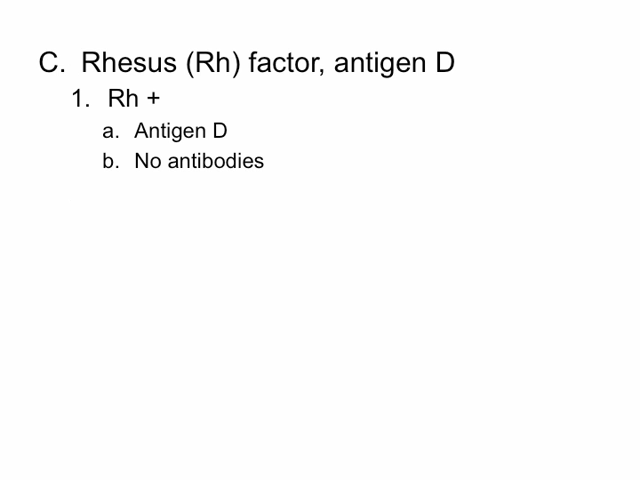 C. Rhesus (Rh) factor, antigen D
1. Rh +
a. Antigen D
b. No antibodies